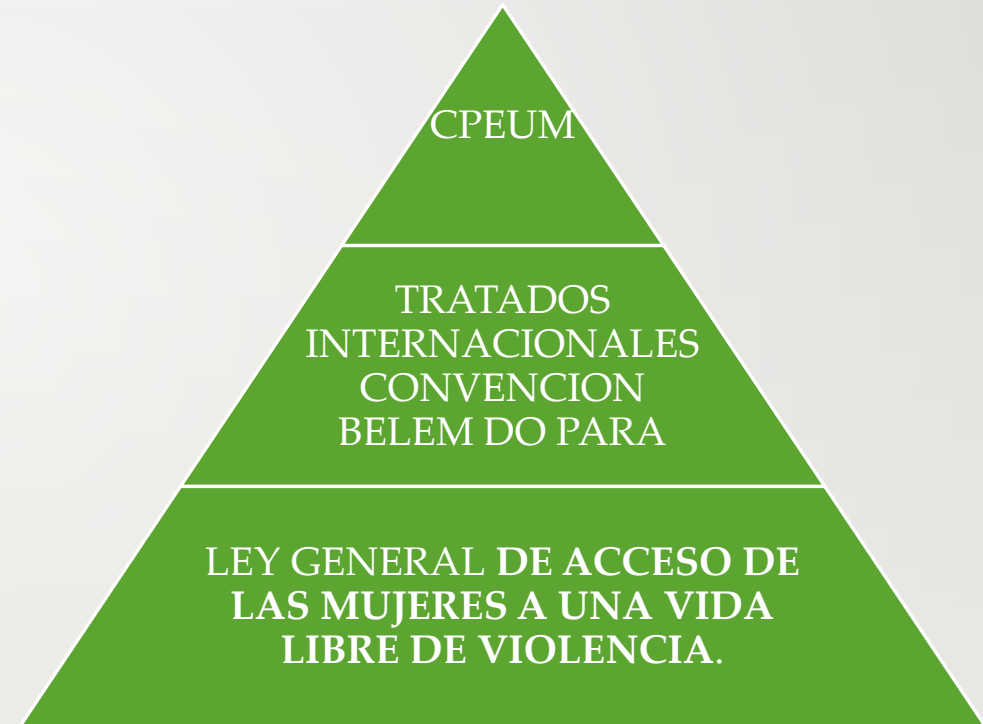 CPEUM
TRATADOS
INTERNACIONALES
CONVENCION
BELEM DO PARA
LEY GENERAL DE ACCESO DE
LAS MUJERES A UNA VIDA
LIBRE DE VIOLENCIA.